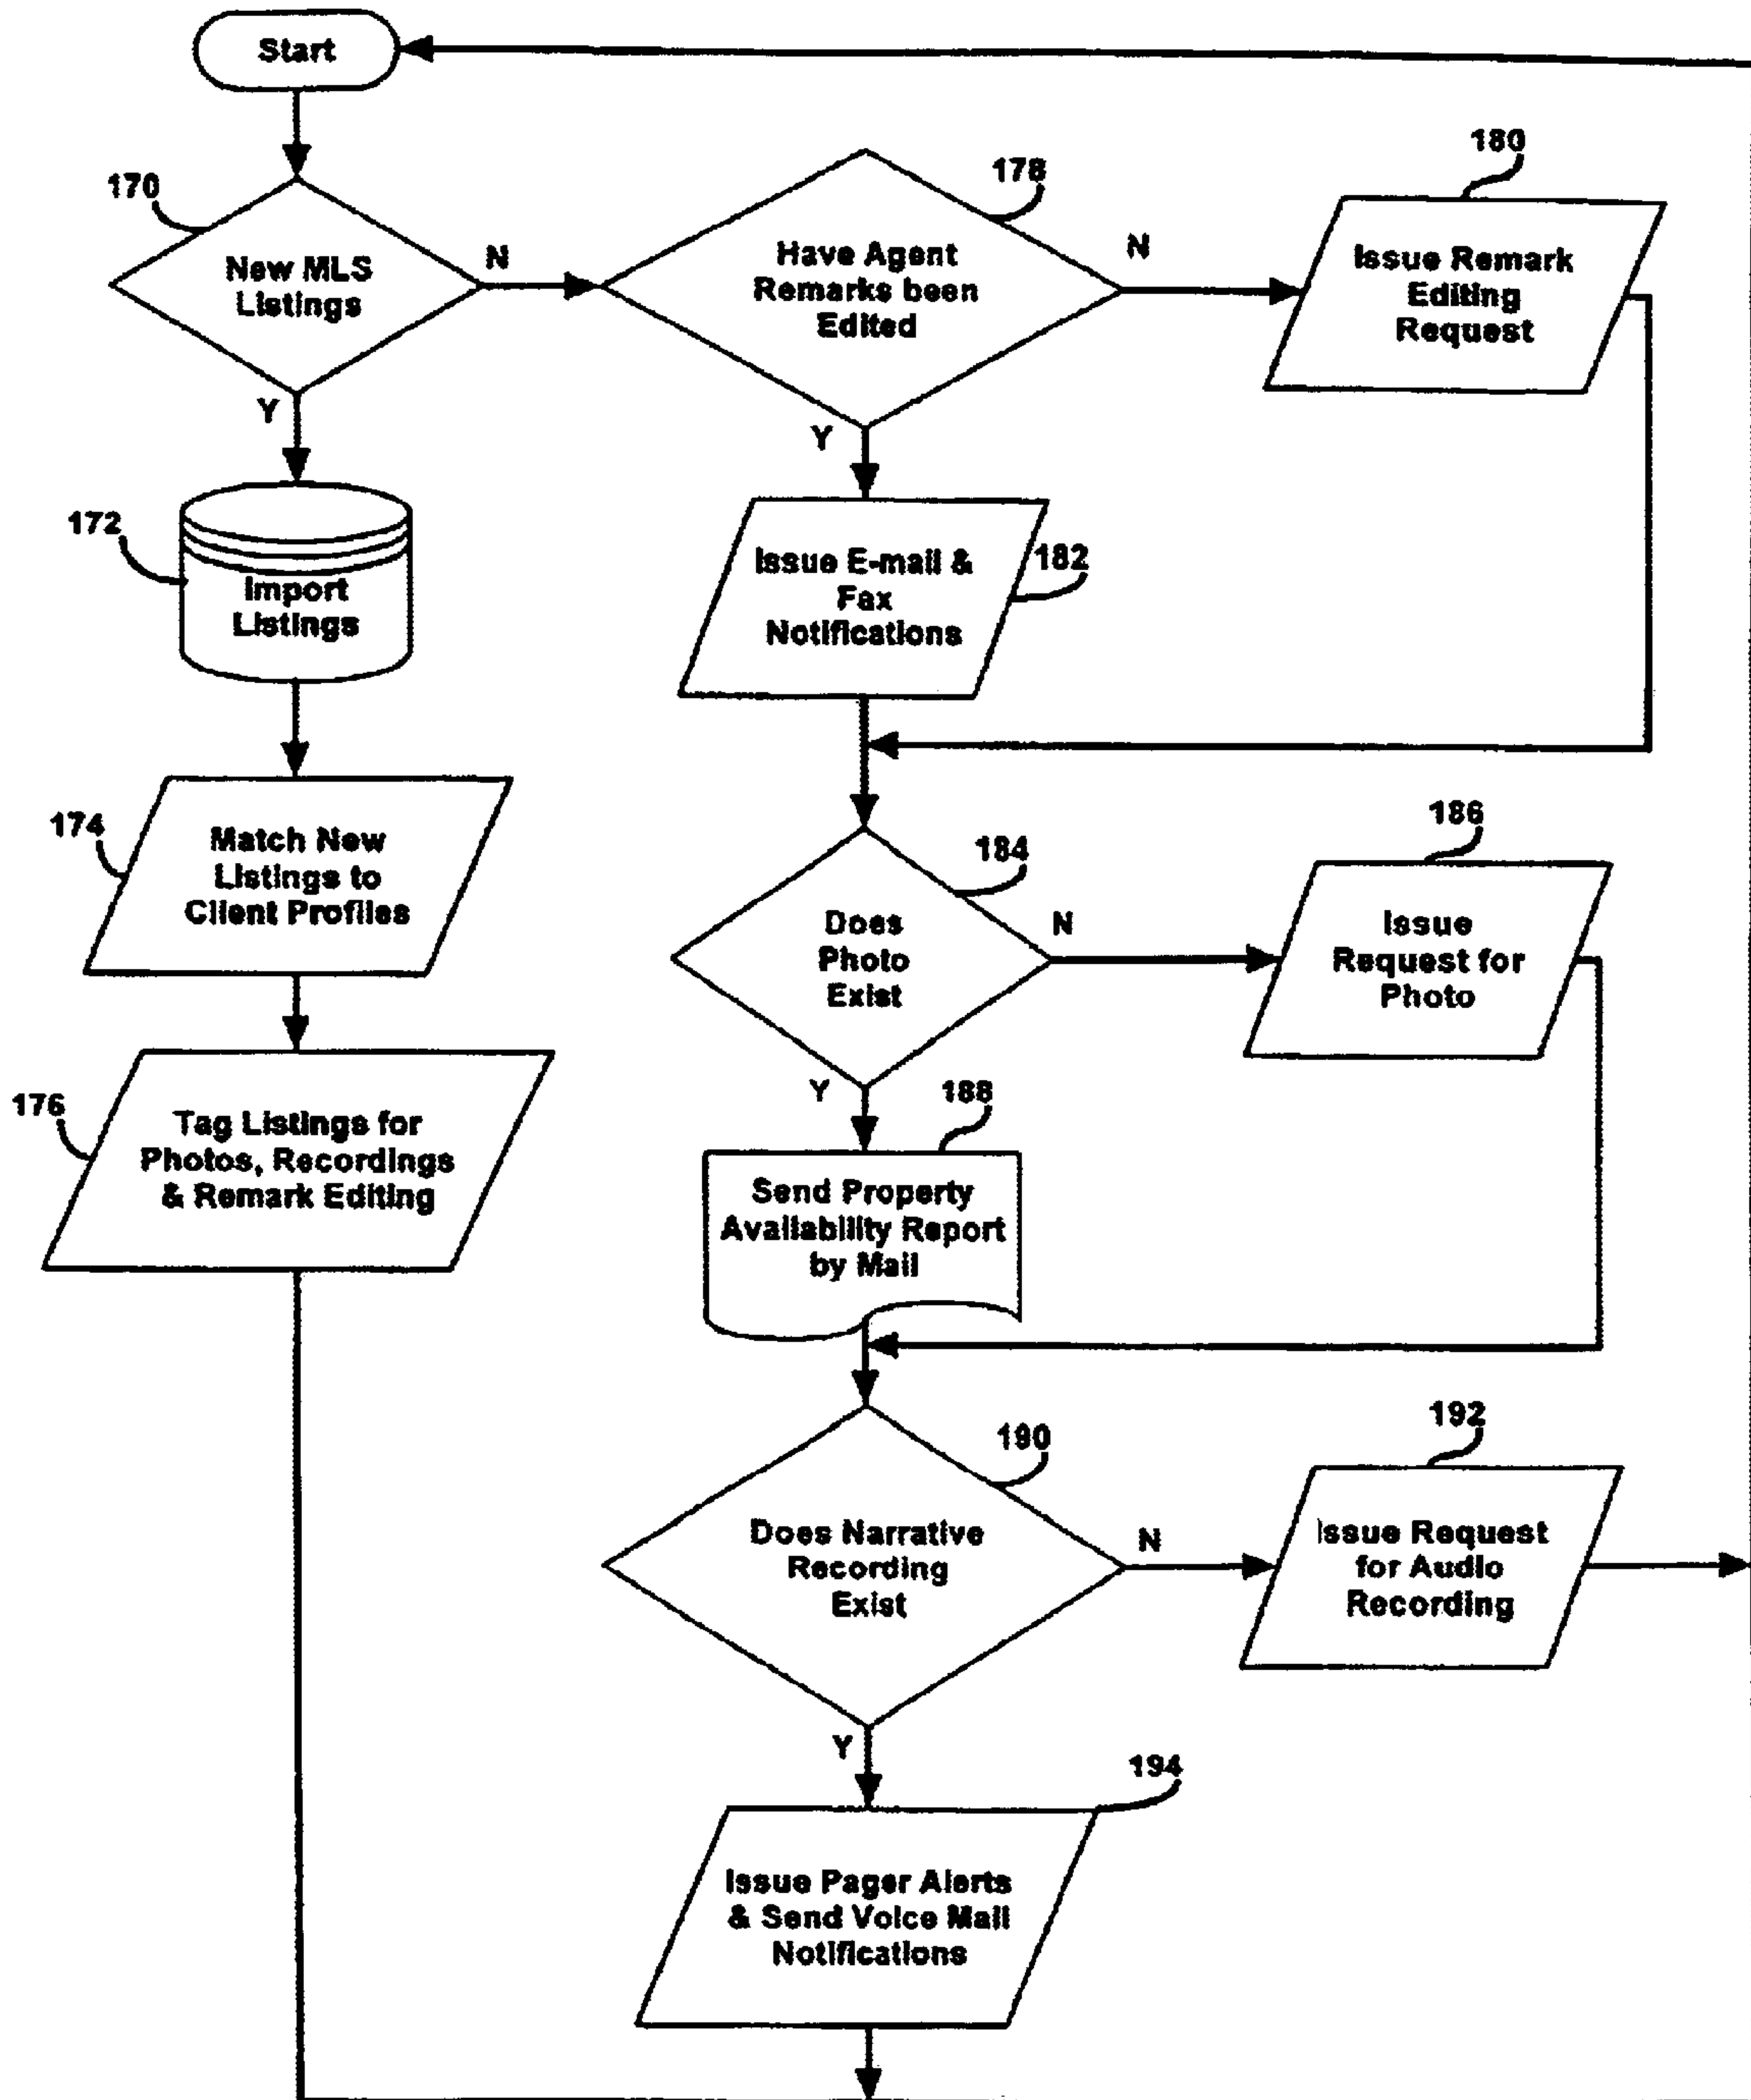 Start
170
New MLS
Listings
N
Y
178
Have Agent
Remarks been
Edited
N
Y
180
Issue Remark
Editing
Request
172
Import
Listings
182
Issue E-mail &
Fax
Notifications
174
Match New
Listings to
Client Profiles
184
Does
Photo
Exist
N
Y
186
Issue
Request for
Photo
176
Tag Listings for
Photos, Recordings
& Remark Editing
188
Send Property
Availability Report
by Mail
190
Does Narrative
Recording
Exist
N
Y
192
Issue Request
for Audio
Recording
194
Issue Pager Alerts
& Send Voice Mail
Notifications